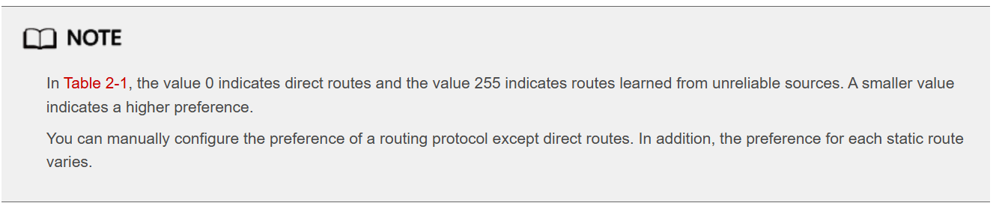 NOTE
In Table 2-1, the value 0 indicates direct routes and the value 255 indicates routes learned from unreliable sources. A smaller value
indicates a higher preference.
You can manually configure the preference of a routing protocol except direct routes. In addition, the preference for each static route
varies.